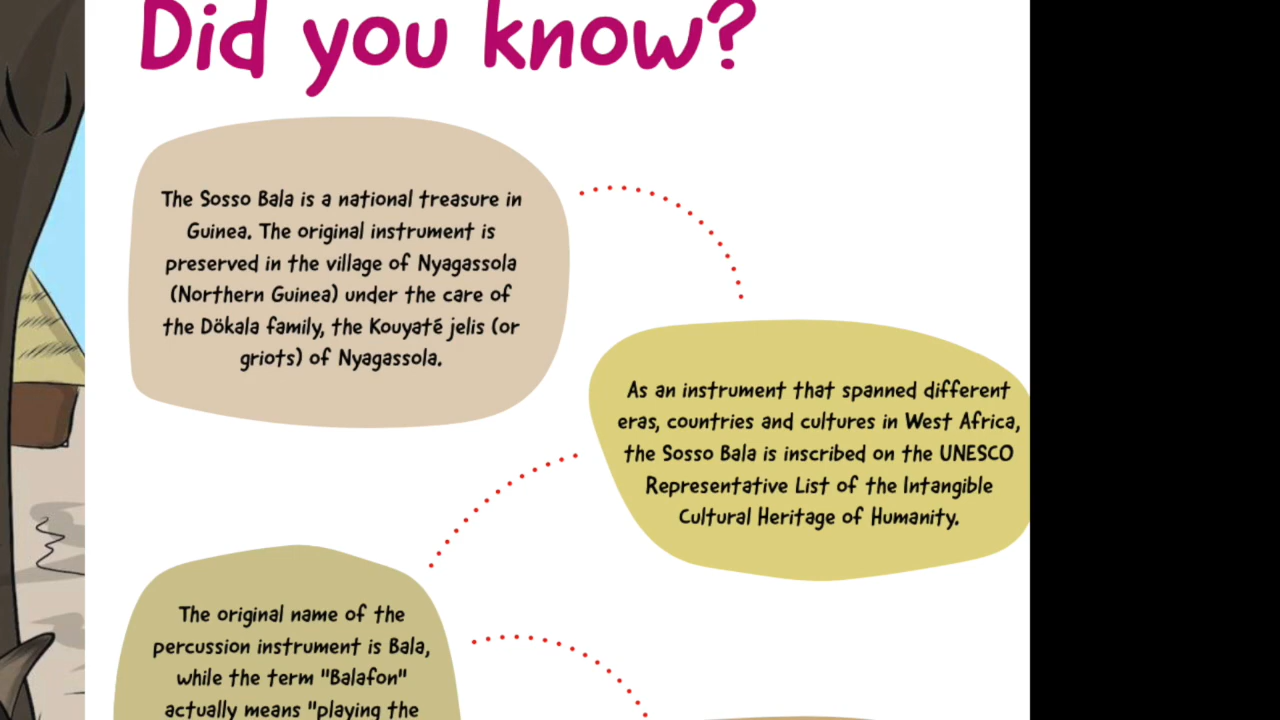 Did you know?
The Sosso Bala is a national treasure in
Guinea. The original instrument is
preserved in the village of Nyagassola
(Northern Guinea) under the care of
the Dökala family, the Kouyaté jelis (or
griots) of Nyagassola.
As an instrument that spanned different
eras, countries and cultures in West Africa,
the Sosso Bala is inscribed on the UNESCO
Representative List of the Intangible
Cultural Heritage of Humanity.
The original name of the
percussion instrument is Bala,
while the term "Balafon"
actually means "playing the